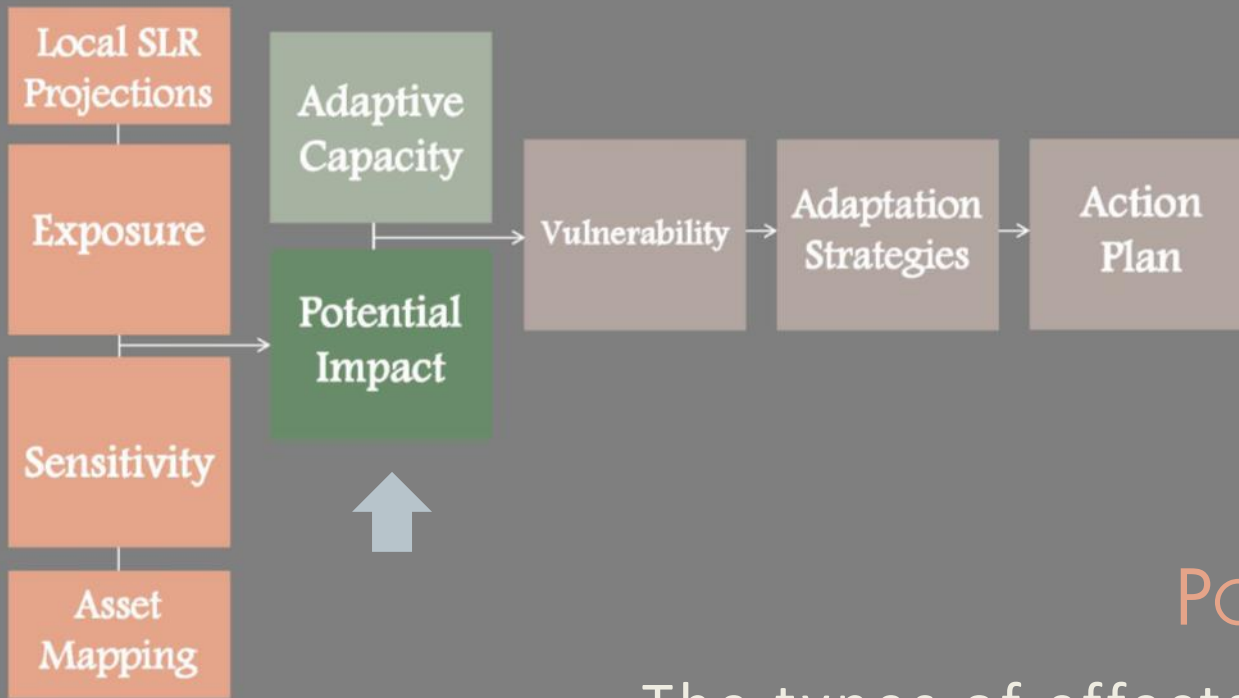 Local SLR
Projections
Exposure
Sensitivity
Asset
Mapping
Adaptive
Capacity
Potential
Impact
Vulnerability
Adaptation
Strategies
Action
Plan